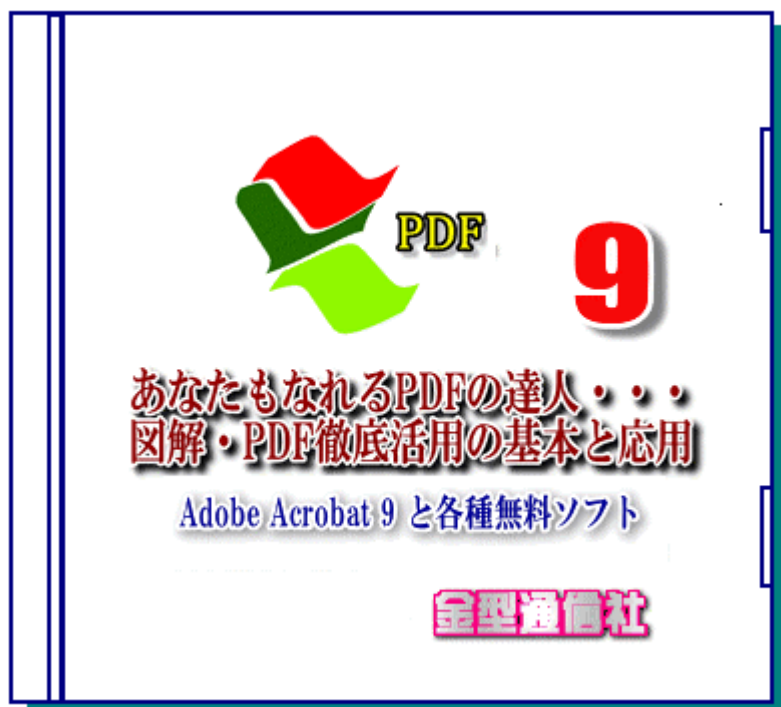 PDF
9
あなたもなれるPDFの達人・・・
図解・PDF徹底活用の基本と応用
Adobe Acrobat 9 と各種無料ソフト
金型通信社